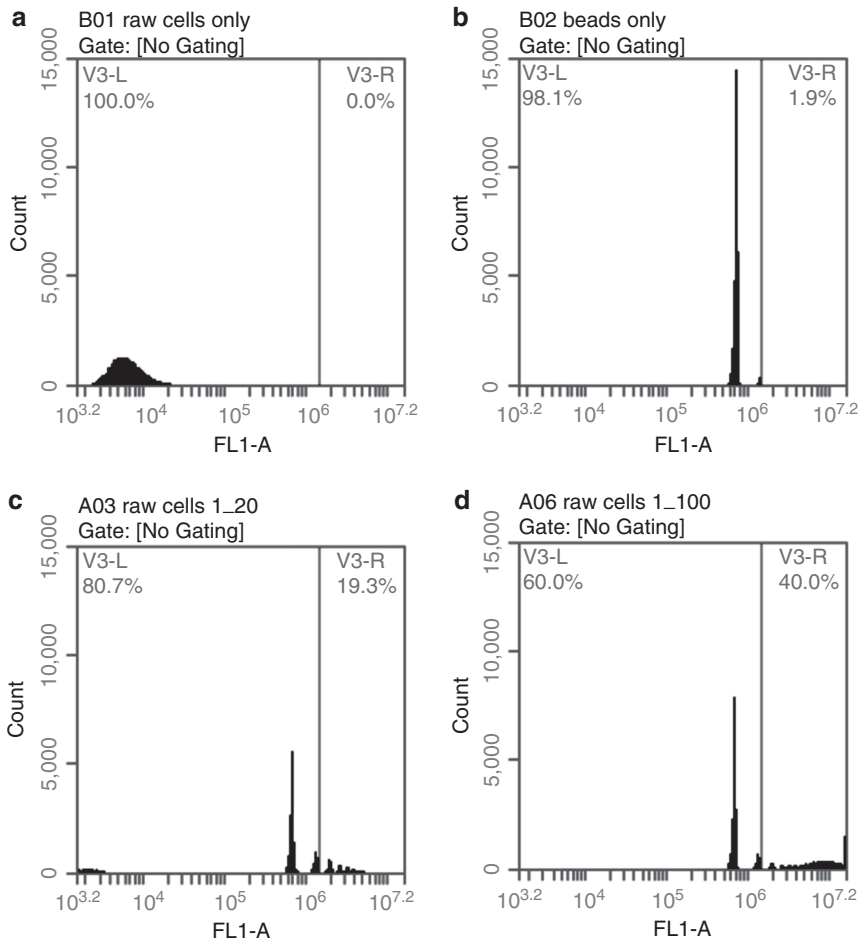 a
B01 raw cells only
Gate: [No Gating]
V3-L
100.0%
V3-R
0.0%
15,000
10,000
5,000
0
Count
10^3.2 10^4 10^5 10^6 10^7.2
FL1-A
b
B02 beads only
Gate: [No Gating]
V3-L
98.1%
V3-R
1.9%
15,000
10,000
5,000
0
Count
10^3.2 10^4 10^5 10^6 10^7.2
FL1-A
c
A03 raw cells 1_20
Gate: [No Gating]
V3-L
80.7%
V3-R
19.3%
15,000
10,000
5,000
0
Count
10^3.2 10^4 10^5 10^6 10^7.2
FL1-A
d
A06 raw cells 1_100
Gate: [No Gating]
V3-L
60.0%
V3-R
40.0%
15,000
10,000
5,000
0
Count
10^3.2 10^4 10^5 10^6 10^7.2
FL1-A